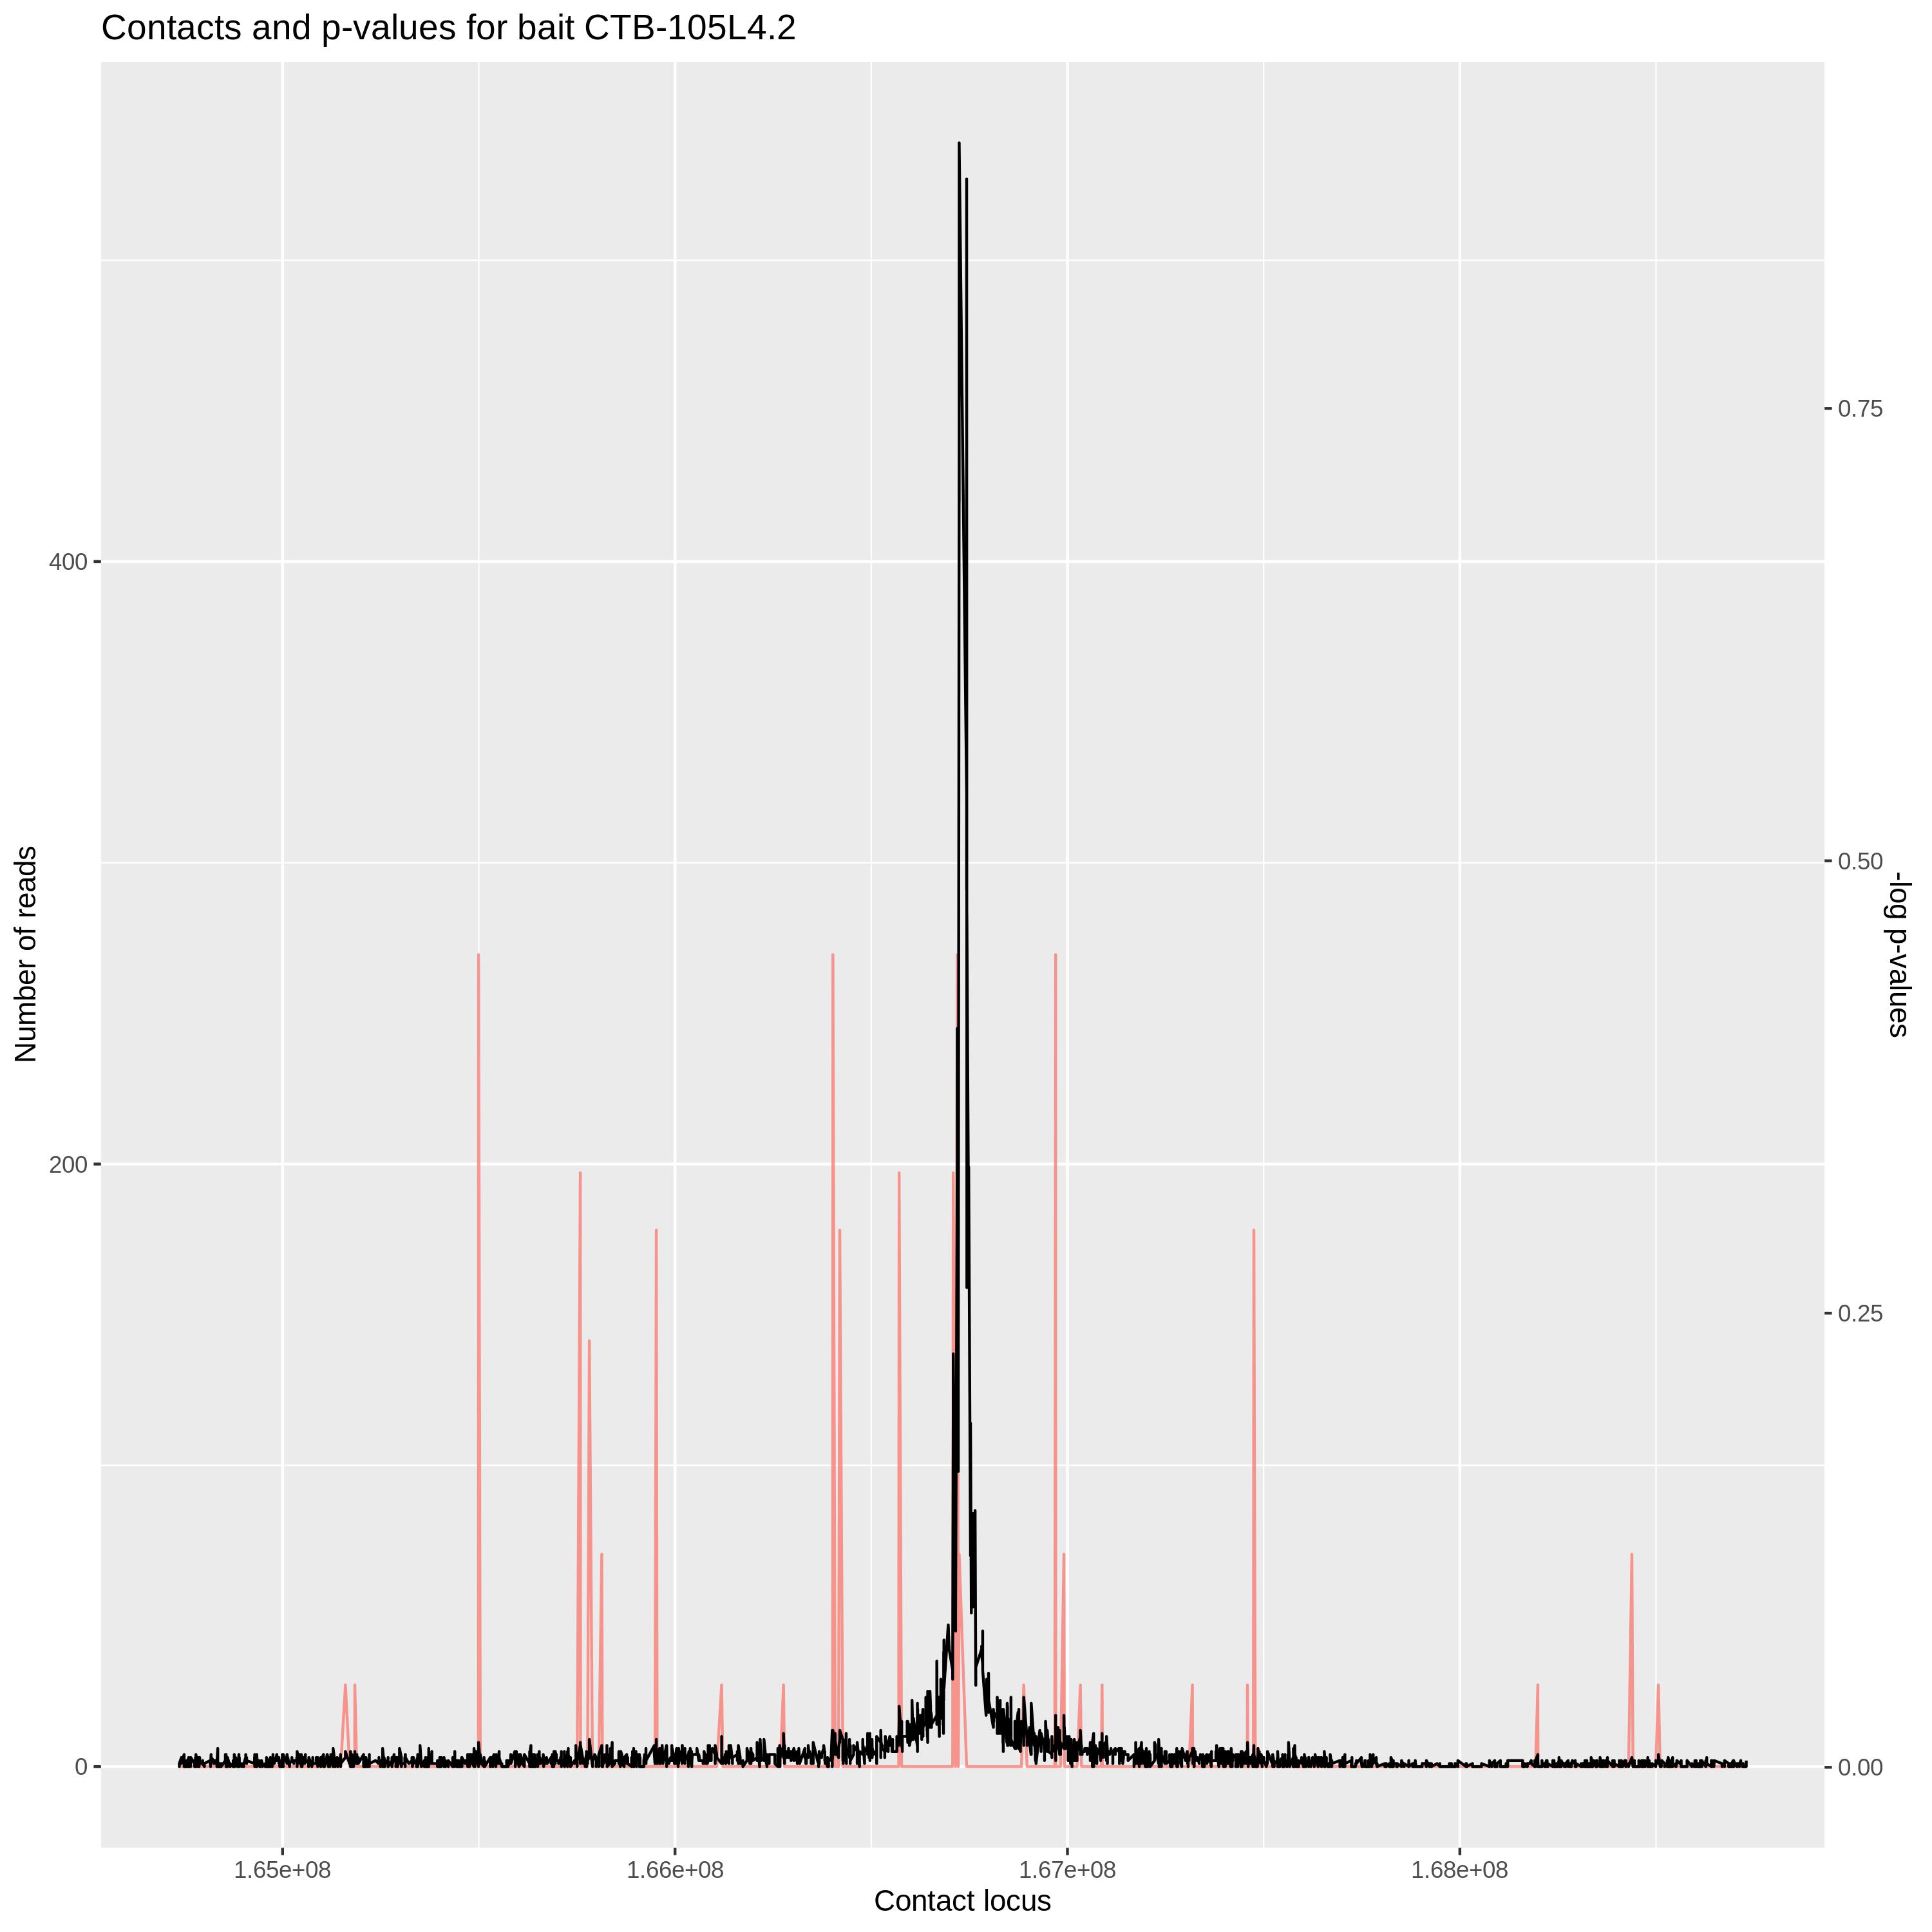 Contacts and p-values for bait CTB-105L4.2
Number of reads
400
200
0
0.75
0.50
0.25
0.00
-log p-values
1.65e+08 1.66e+08 1.67e+08 1.68e+08
Contact locus